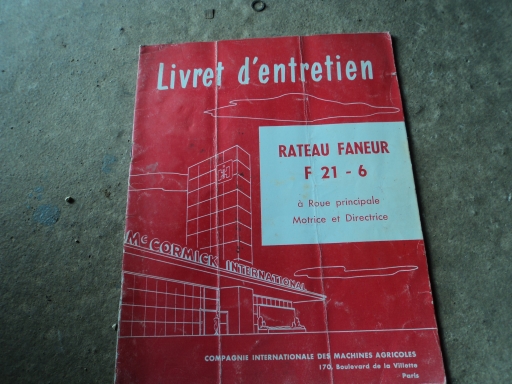 Livret d'entretien
RATEAU FANEUR
F 21 - 6
à Roue principale
Motrice et Directrice
IH
McCORMICK INTERNATIONAL
COMPAGNIE INTERNATIONALE DES MACHINES AGRICOLES
170, Boulevard de la Villette
Paris